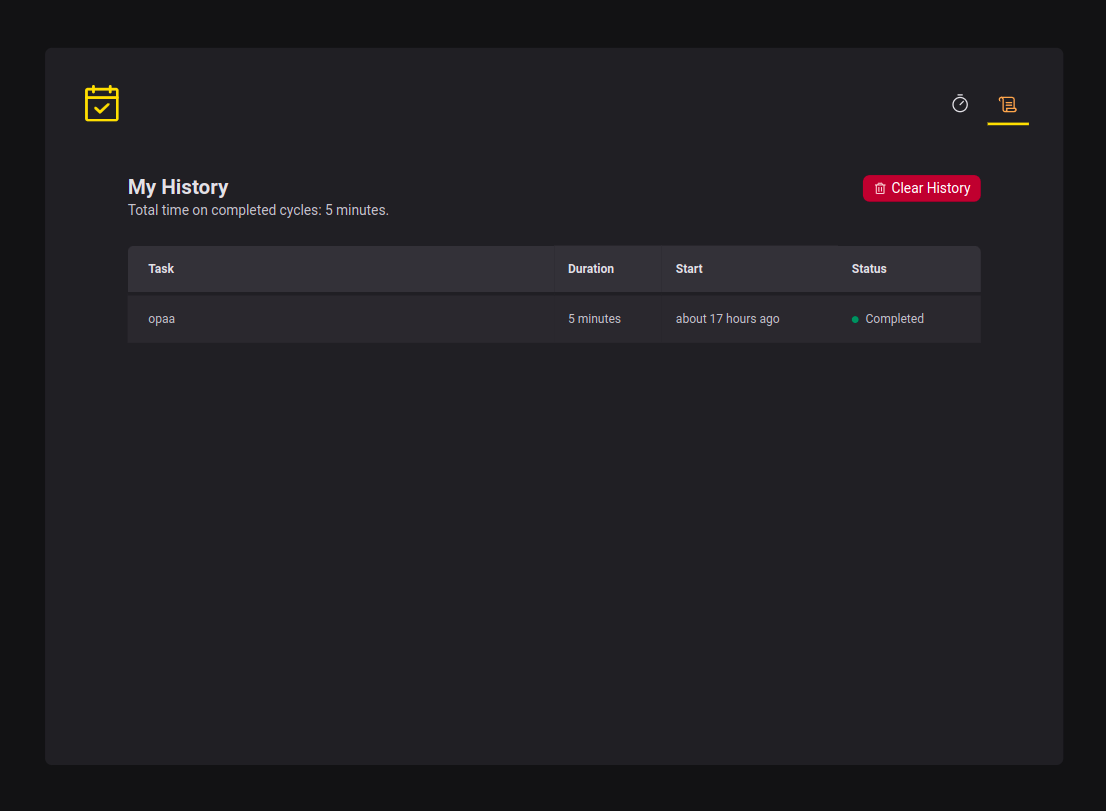 My History
Clear History
Total time on completed cycles: 5 minutes.
Task Duration Start Status
opaa 5 minutes about 17 hours ago Completed